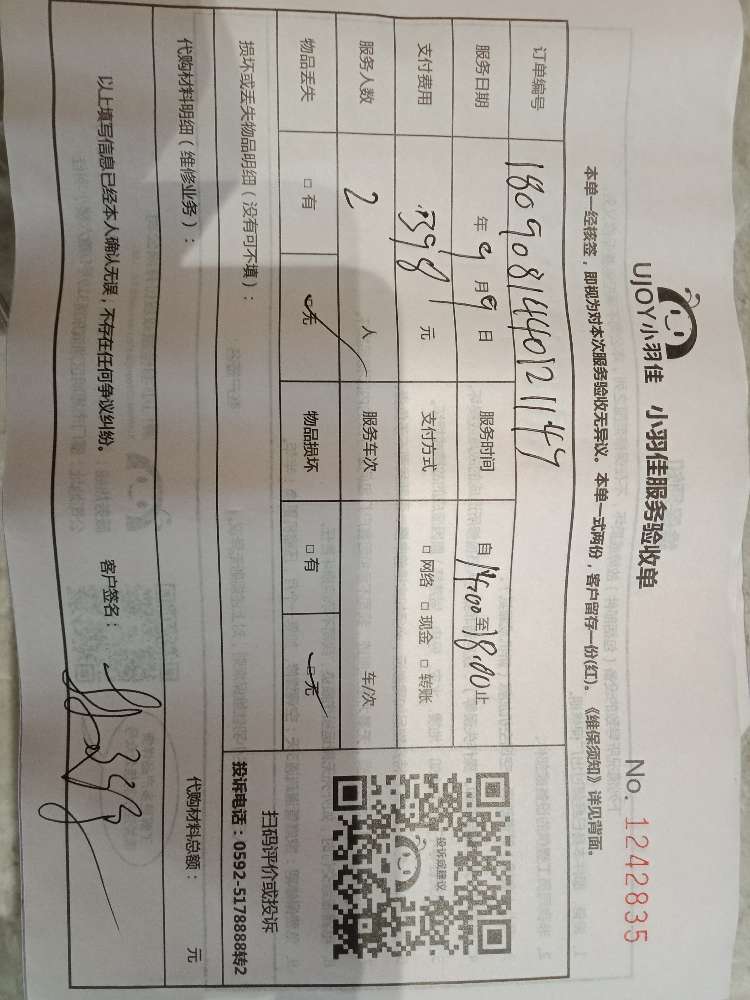 UJOY小羽佳 小羽佳服务验收单
No. 1242835
本单一经核签，即视为对本次服务验收无异议。本单一式两份，客户留存一份(红)。《维保须知》详见背面。
订单编号 1809081440121147
服务日期 年 9 月 9 日 服务时间 自 14:00 至 18:00 止
支付费用 398 元 支付方式 □ 网络 □ 现金 □ 转账
服务人数 2 人 服务车次 车/次
物品丢失 □ 有 □ 无 物品损坏 □ 有 □ 无
投诉或建议
扫码评价或投诉
投诉电话：0592-5178888转2
损坏或丢失物品明细（没有可不填）：
代购材料明细（维修业务）： 代购材料总额： 元
以上填写信息已经本人确认无误，不存在任何争议纠纷。 客户签名：